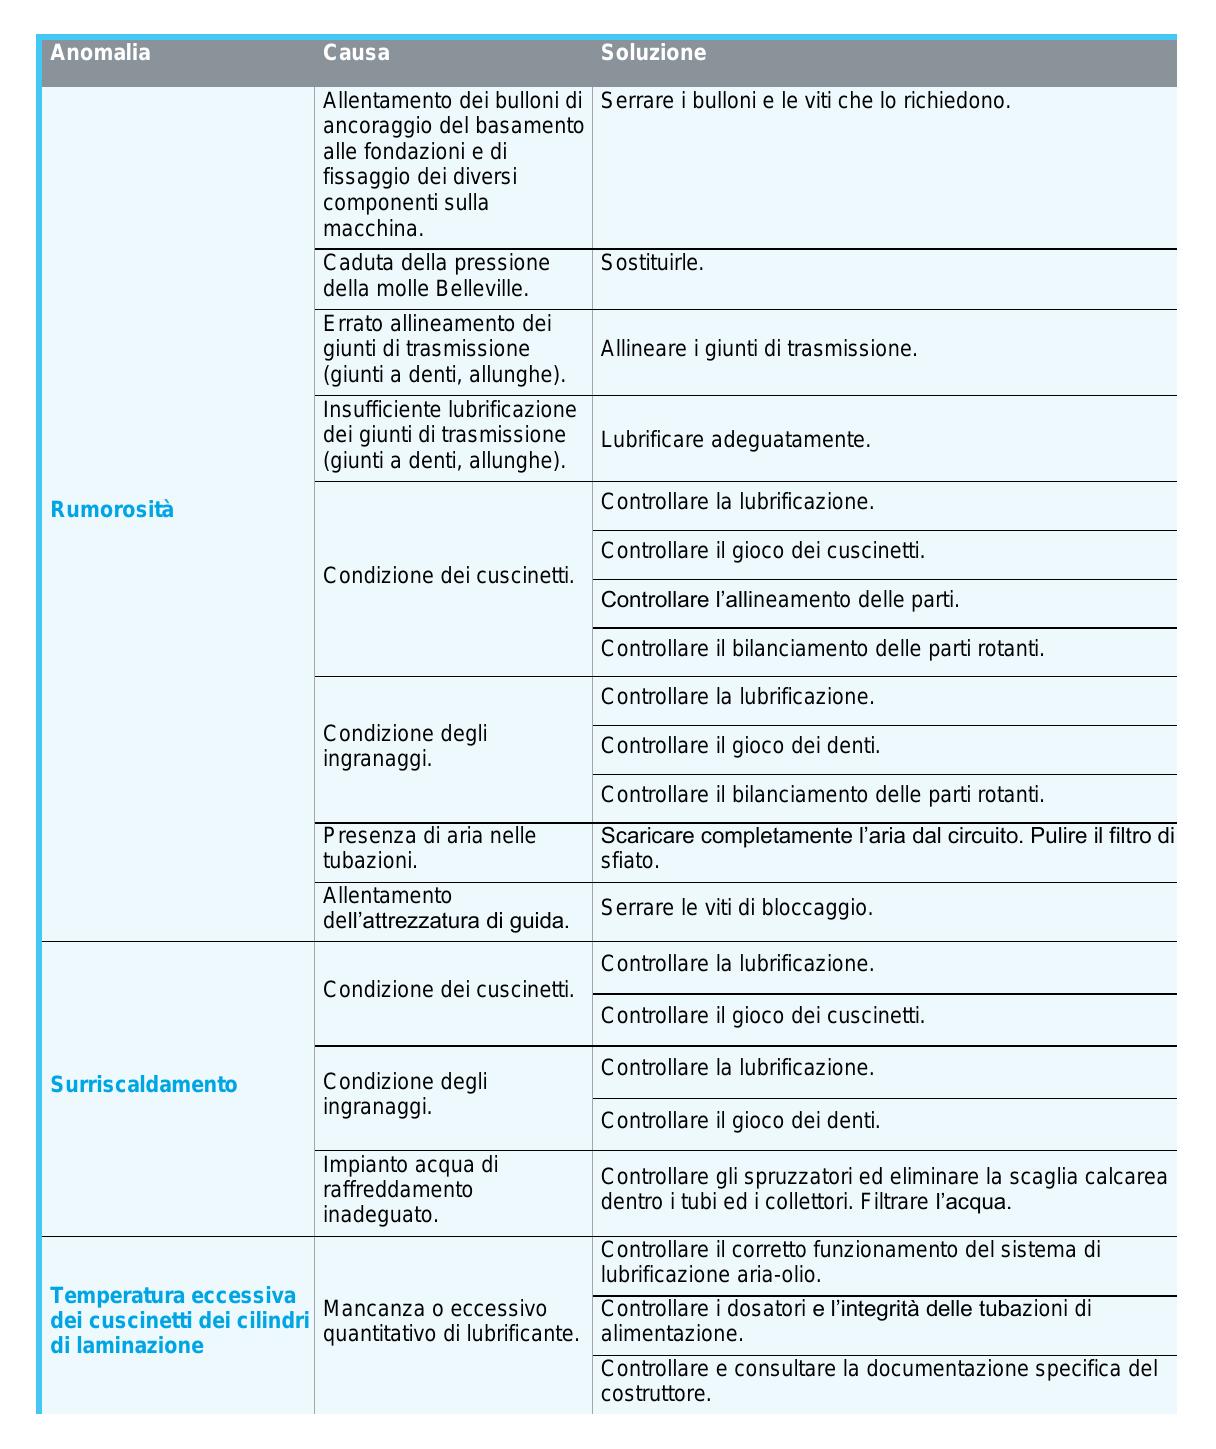 Anomalia Causa Soluzione
Allentamento dei bulloni di
ancoraggio del basamento
alle fondazioni e di
fissaggio dei diversi
componenti sulla
macchina.
Serrare i bulloni e le viti che lo richiedono.
Caduta della pressione
della molle Belleville.
Sostituirle.
Errato allineamento dei
giunti di trasmissione
(giunti a denti, allunghe).
Allineare i giunti di trasmissione.
Insufficiente lubrificazione
dei giunti di trasmissione
(giunti a denti, allunghe).
Lubrificare adeguatamente.
Rumorosità
Condizione dei cuscinetti.
Controllare la lubrificazione.
Controllare il gioco dei cuscinetti.
Controllare l’allineamento delle parti.
Controllare il bilanciamento delle parti rotanti.
Condizione degli
ingranaggi.
Controllare la lubrificazione.
Controllare il gioco dei denti.
Controllare il bilanciamento delle parti rotanti.
Presenza di aria nelle
tubazioni.
Scaricare completamente l’aria dal circuito. Pulire il filtro di
sfiato.
Allentamento
dell’attrezzatura di guida.
Serrare le viti di bloccaggio.
Surriscaldamento
Condizione dei cuscinetti.
Controllare la lubrificazione.
Controllare il gioco dei cuscinetti.
Condizione degli
ingranaggi.
Controllare la lubrificazione.
Controllare il gioco dei denti.
Impianto acqua di
raffreddamento
inadeguato.
Controllare gli spruzzatori ed eliminare la scaglia calcarea
dentro i tubi ed i collettori. Filtrare l’acqua.
Temperatura eccessiva
dei cuscinetti dei cilindri
di laminazione
Mancanza o eccessivo
quantitativo di lubrificante.
Controllare il corretto funzionamento del sistema di
lubrificazione aria-olio.
Controllare i dosatori e l’integrità delle tubazioni di
alimentazione.
Controllare e consultare la documentazione specifica del
costruttore.